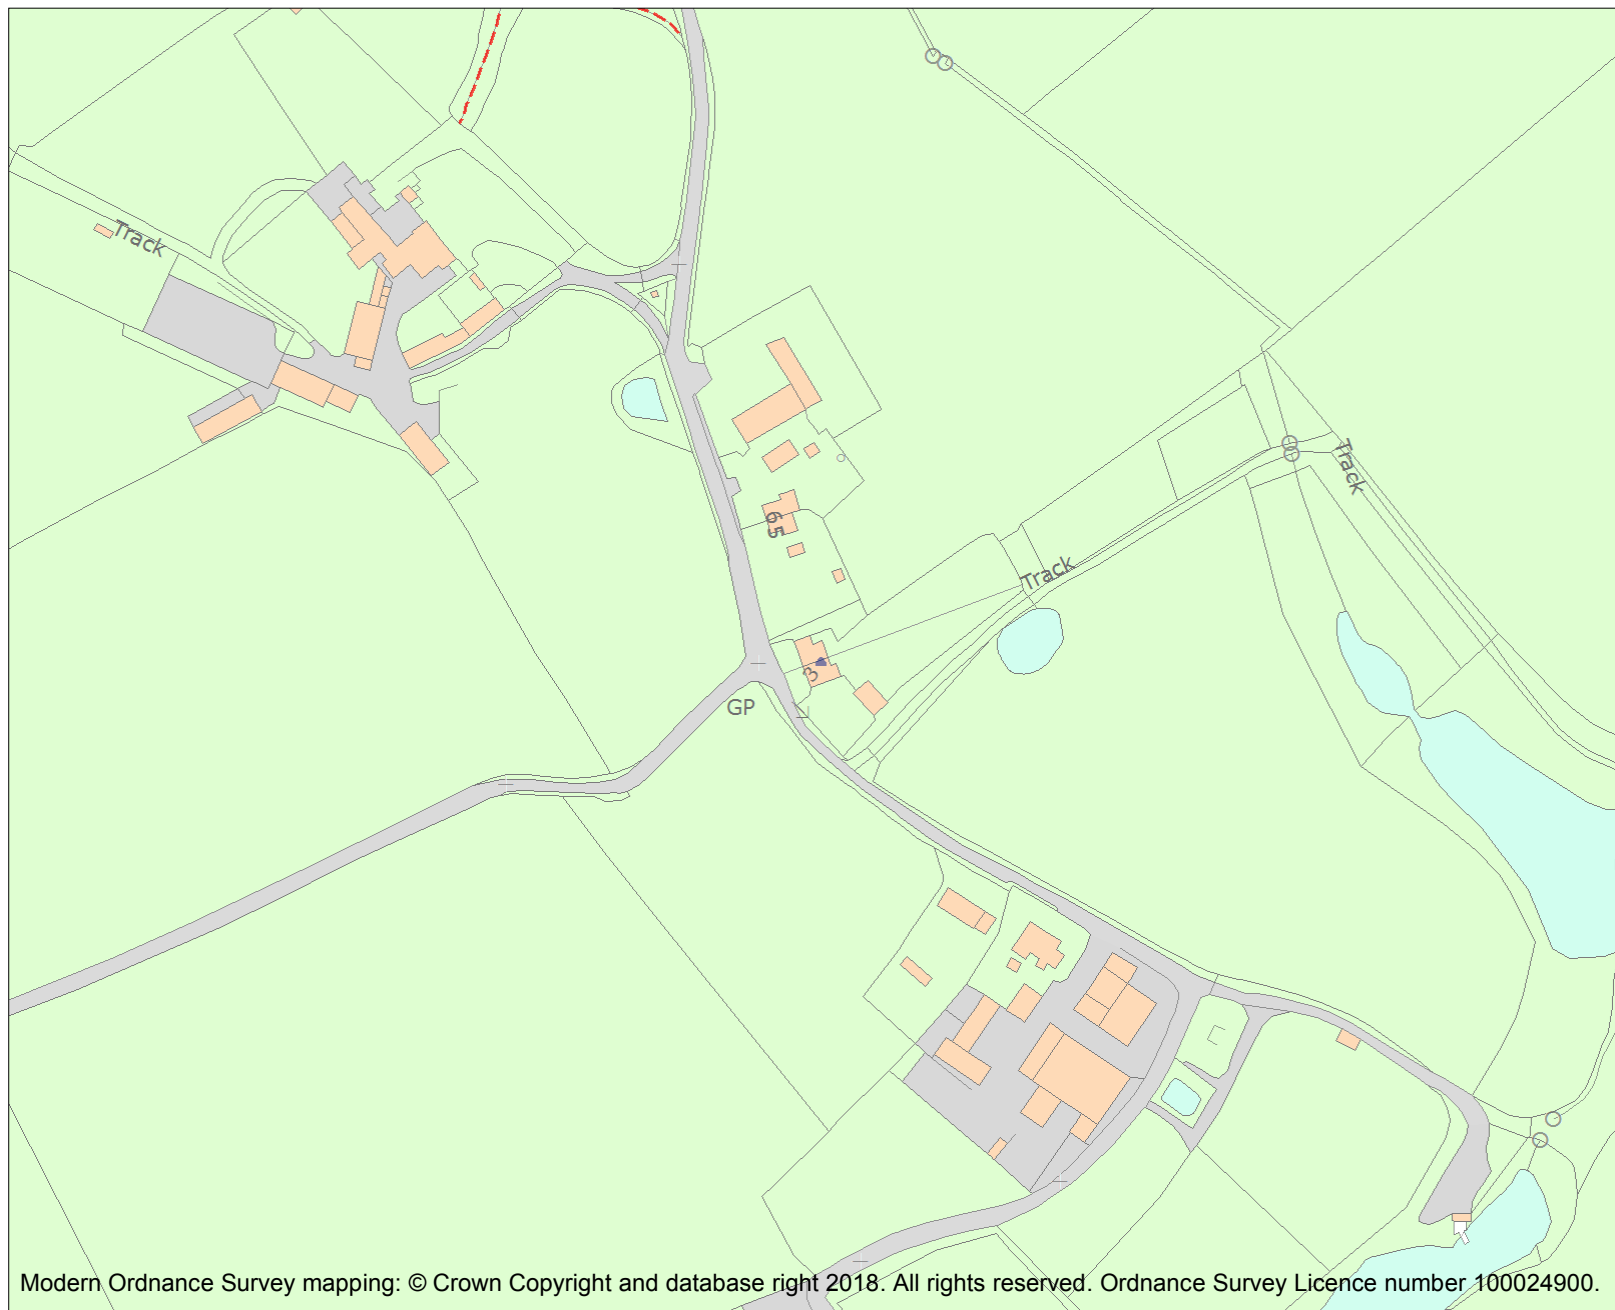 Track
Track
65
Track
3
GP
Modern Ordnance Survey mapping: © Crown Copyright and database right 2018. All rights reserved. Ordnance Survey Licence number 100024900.